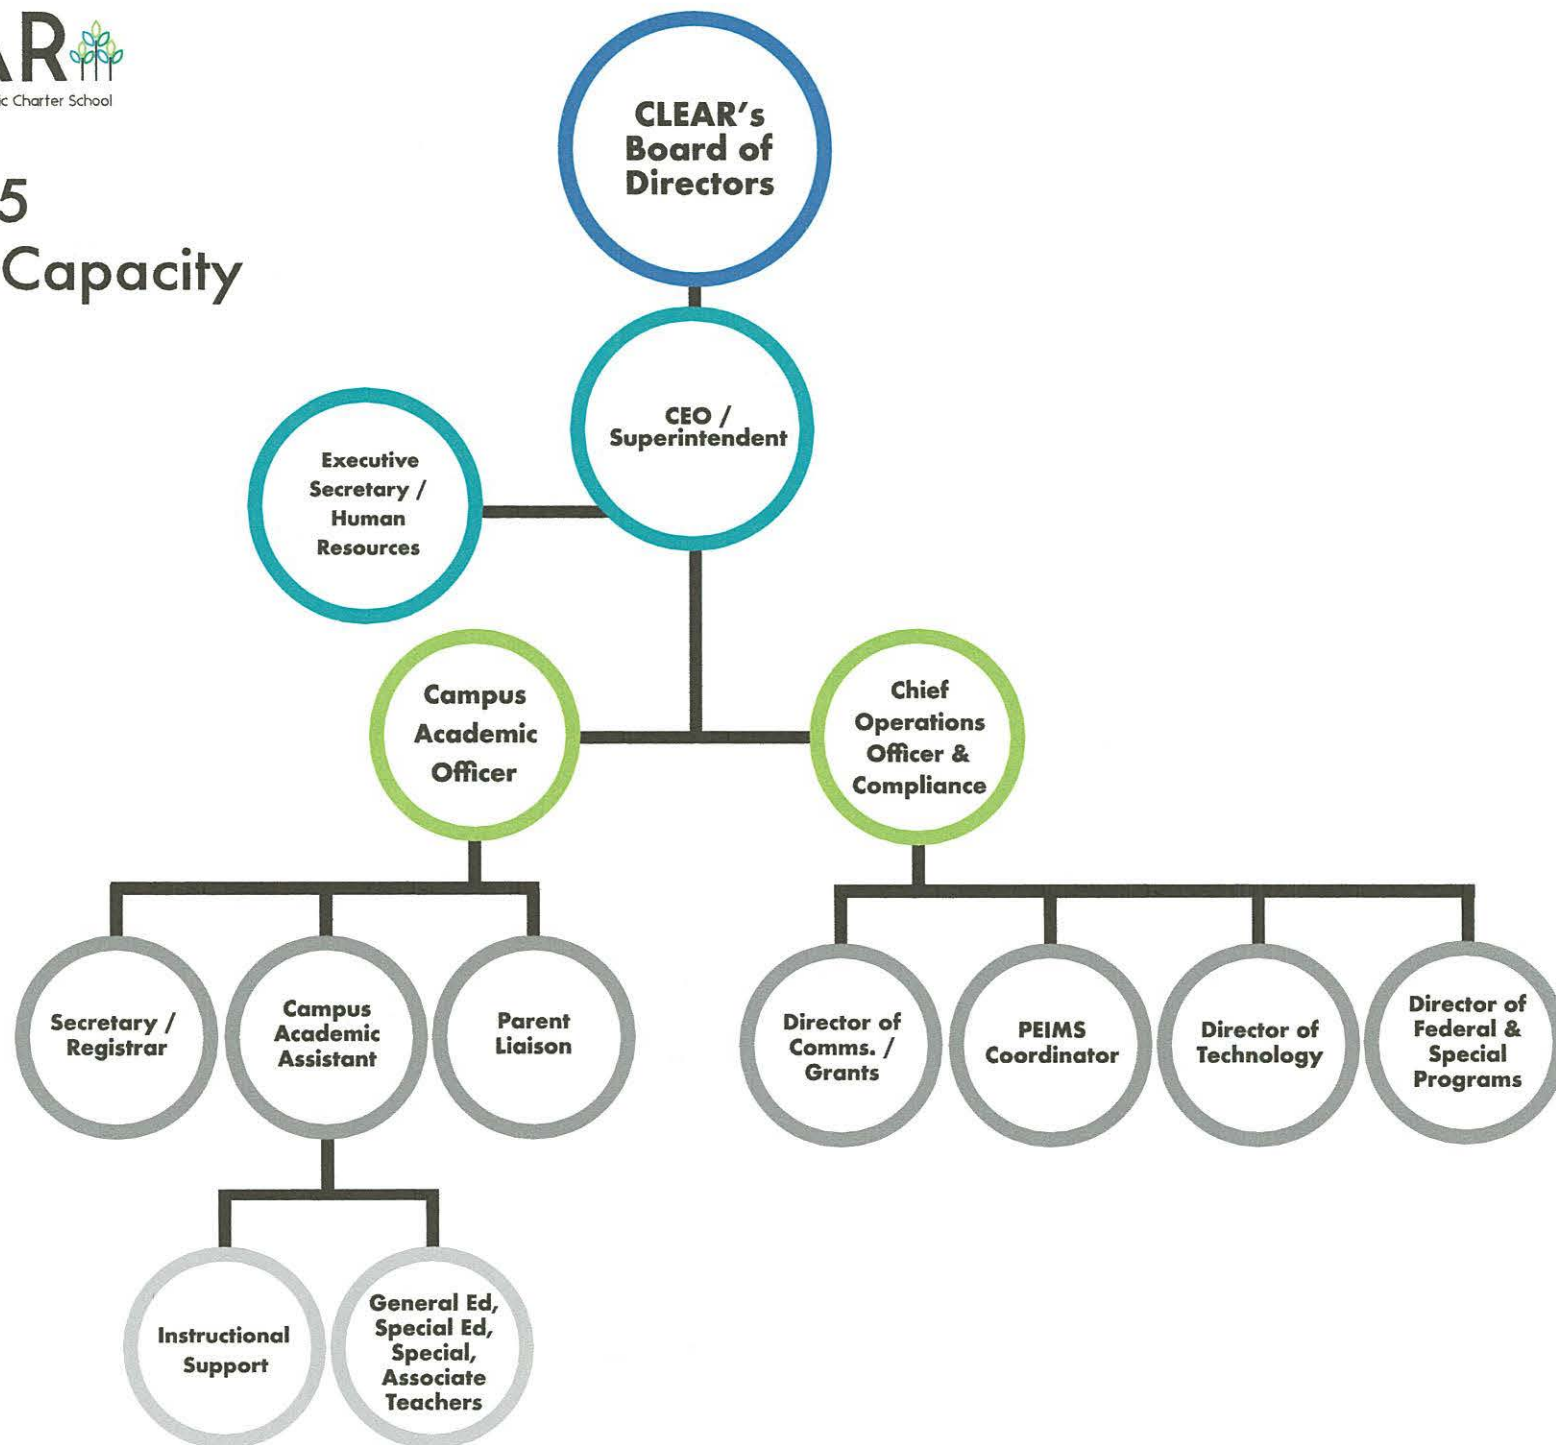 AR
ic Charter School
5
Capacity
CLEAR's
Board of
Directors
CEO /
Superintendent
Executive
Secretary /
Human
Resources
Campus
Academic
Officer
Chief
Operations
Officer &
Compliance
Secretary /
Registrar
Campus
Academic
Assistant
Parent
Liaison
Director of
Comms. /
Grants
PEIMS
Coordinator
Director of
Technology
Director of
Federal &
Special
Programs
Instructional
Support
General Ed,
Special Ed,
Special,
Associate
Teachers